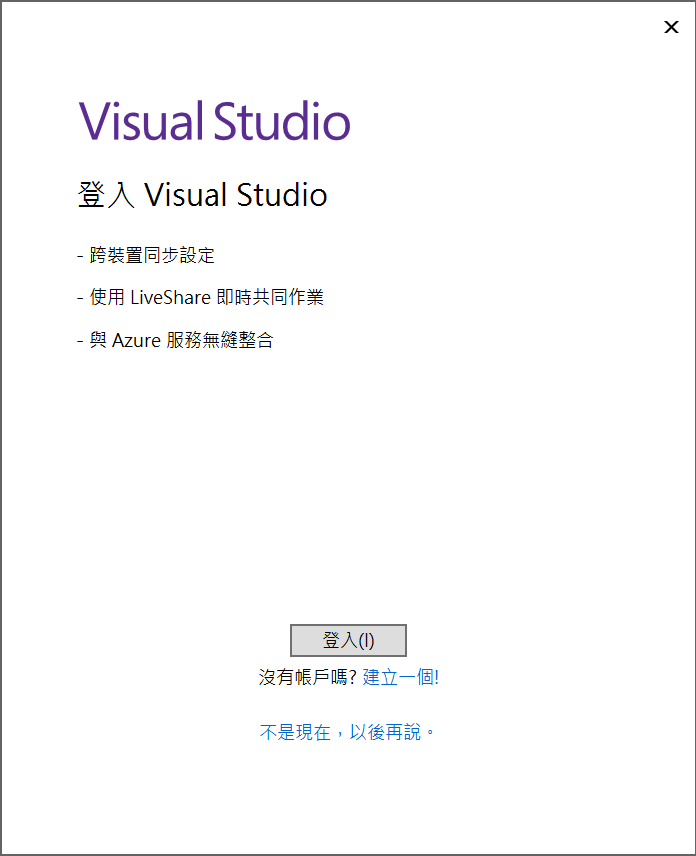 Visual Studio
登入 Visual Studio
- 跨裝置同步設定
- 使用 LiveShare 即時共同作業
- 與 Azure 服務無縫整合
登入(I)
沒有帳戶嗎? 建立一個!
不是現在，以後再說。